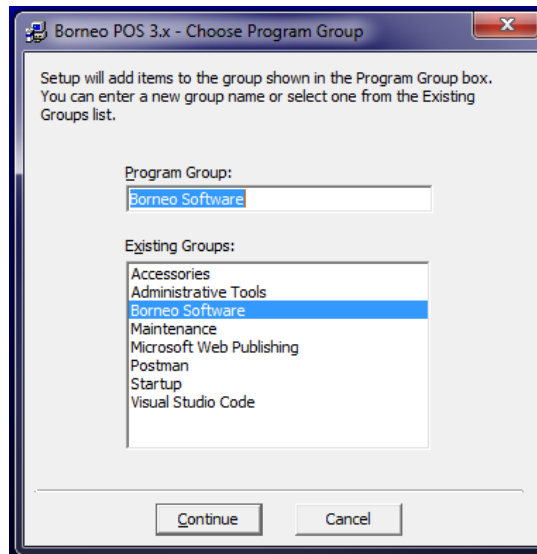 Borneo POS 3.x - Choose Program Group
Setup will add items to the group shown in the Program Group box.
You can enter a new group name or select one from the Existing
Groups list.
Program Group:
Borneo Software
Existing Groups:
Accessories
Administrative Tools
Borneo Software
Maintenance
Microsoft Web Publishing
Postman
Startup
Visual Studio Code
Continue
Cancel